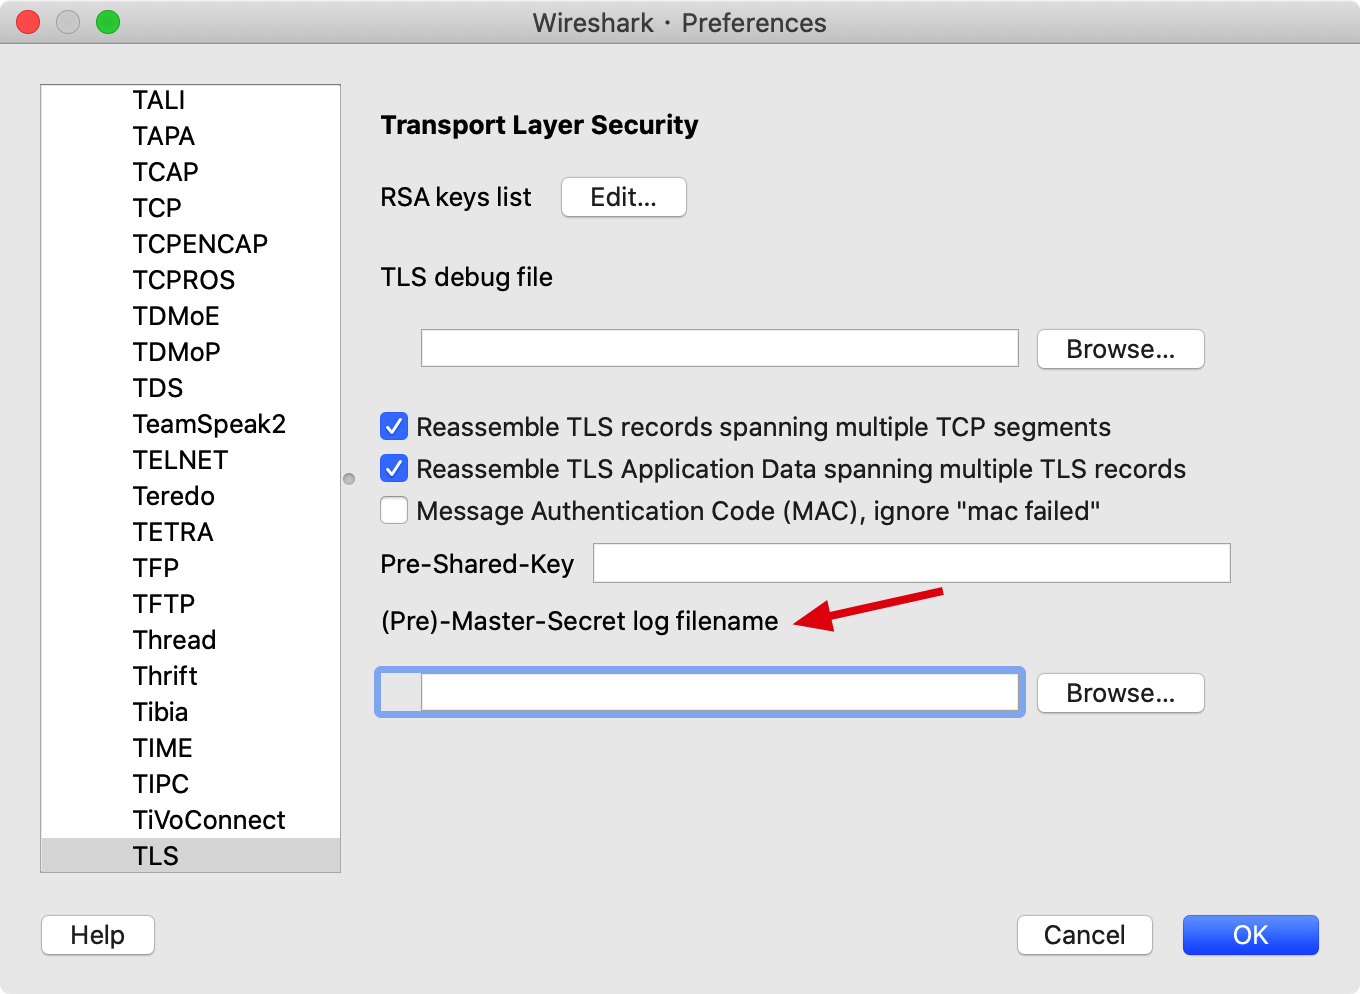 Wireshark · Preferences
TALI
TAPA
TCAP
TCP
TCPENCAP
TCPROS
TDMoE
TDMoP
TDS
TeamSpeak2
TELNET
Teredo
TETRA
TFP
TFTP
Thread
Thrift
Tibia
TIME
TIPC
TiVoConnect
TLS
Transport Layer Security
RSA keys list Edit...
TLS debug file
Browse...
Reassemble TLS records spanning multiple TCP segments
Reassemble TLS Application Data spanning multiple TLS records
Message Authentication Code (MAC), ignore "mac failed"
Pre-Shared-Key
(Pre)-Master-Secret log filename
Browse...
Help Cancel OK